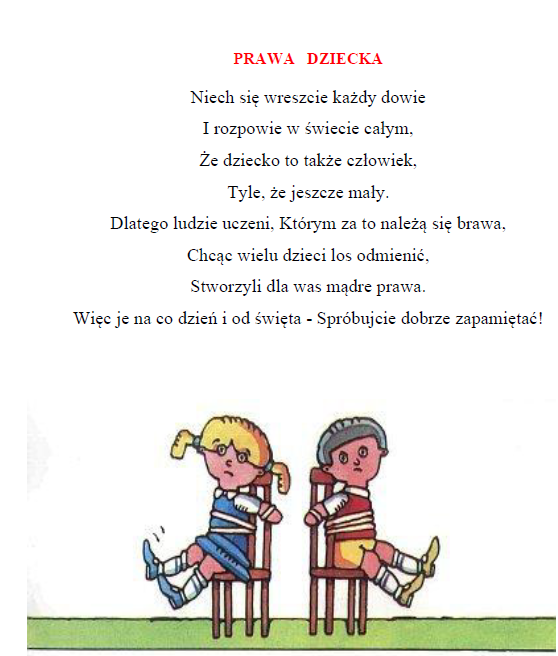 PRAWA DZIECKA
Niech się wreszcie każdy dowie
I rozpowie w świecie całym,
Że dziecko to także człowiek,
Tyle, że jeszcze mały.
Dlatego ludzie uczeni, Którym za to należą się brawa,
Chcąc wielu dzieci los odmienić,
Stworzyli dla was mądre prawa.
Więc je na co dzień i od święta - Spróbujcie dobrze zapamiętać!